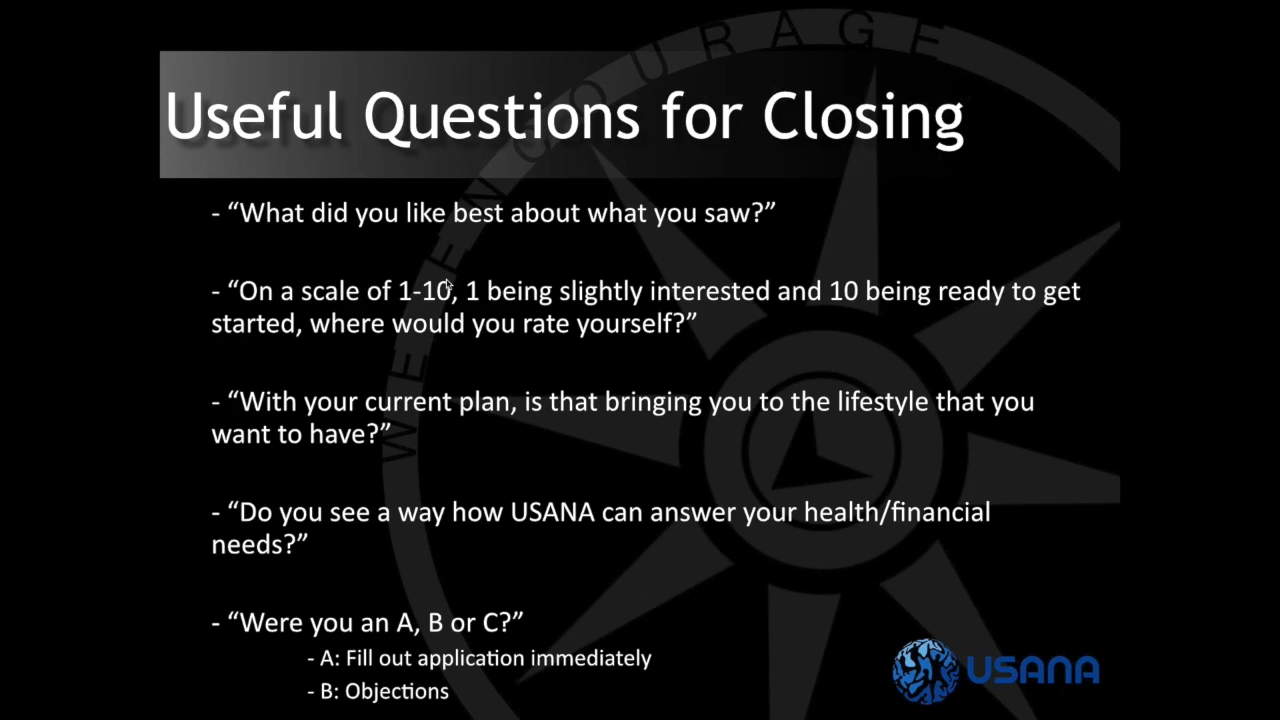 WE EN COURAGE
Useful Questions for Closing
- “What did you like best about what you saw?”
- “On a scale of 1-10, 1 being slightly interested and 10 being ready to get
started, where would you rate yourself?”
- “With your current plan, is that bringing you to the lifestyle that you
want to have?”
- “Do you see a way how USANA can answer your health/financial
needs?”
- “Were you an A, B or C?”
- A: Fill out application immediately
- B: Objections
USANA